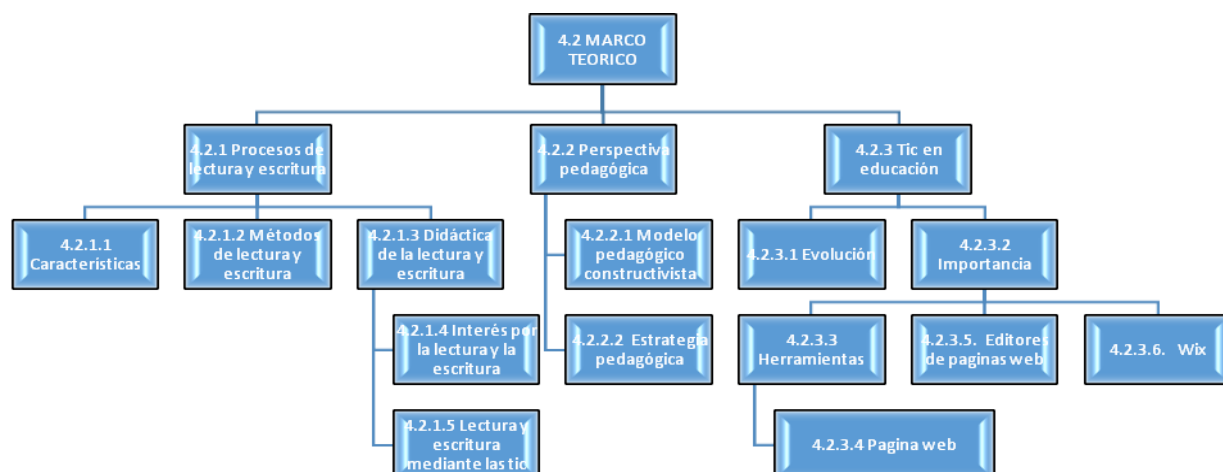 4.2 MARCO
TEORICO
4.2.1 Procesos de
lectura y escritura
4.2.2 Perspectiva
pedagógica
4.2.3 Tic en
educación
4.2.1.1
Caracteristicas
4.2.1.2 Métodos
de lectura y
escritura
4.2.1.3 Didáctica
de la lectura y
escritura
4.2.2.1 Modelo
pedagógico
constructivista
4.2.3.1 Evolución
4.2.3.2
Importancia
4.2.1.4 Interés por
la lectura y la
escritura
4.2.2.2 Estrategia
pedagógica
4.2.3.3
Herramientas
4.2.3.5. Editores
de paginas web
4.2.3.6. Wix
4.2.1.5 Lectura y
escritura
mediante las tic
4.2.3.4 Pagina web